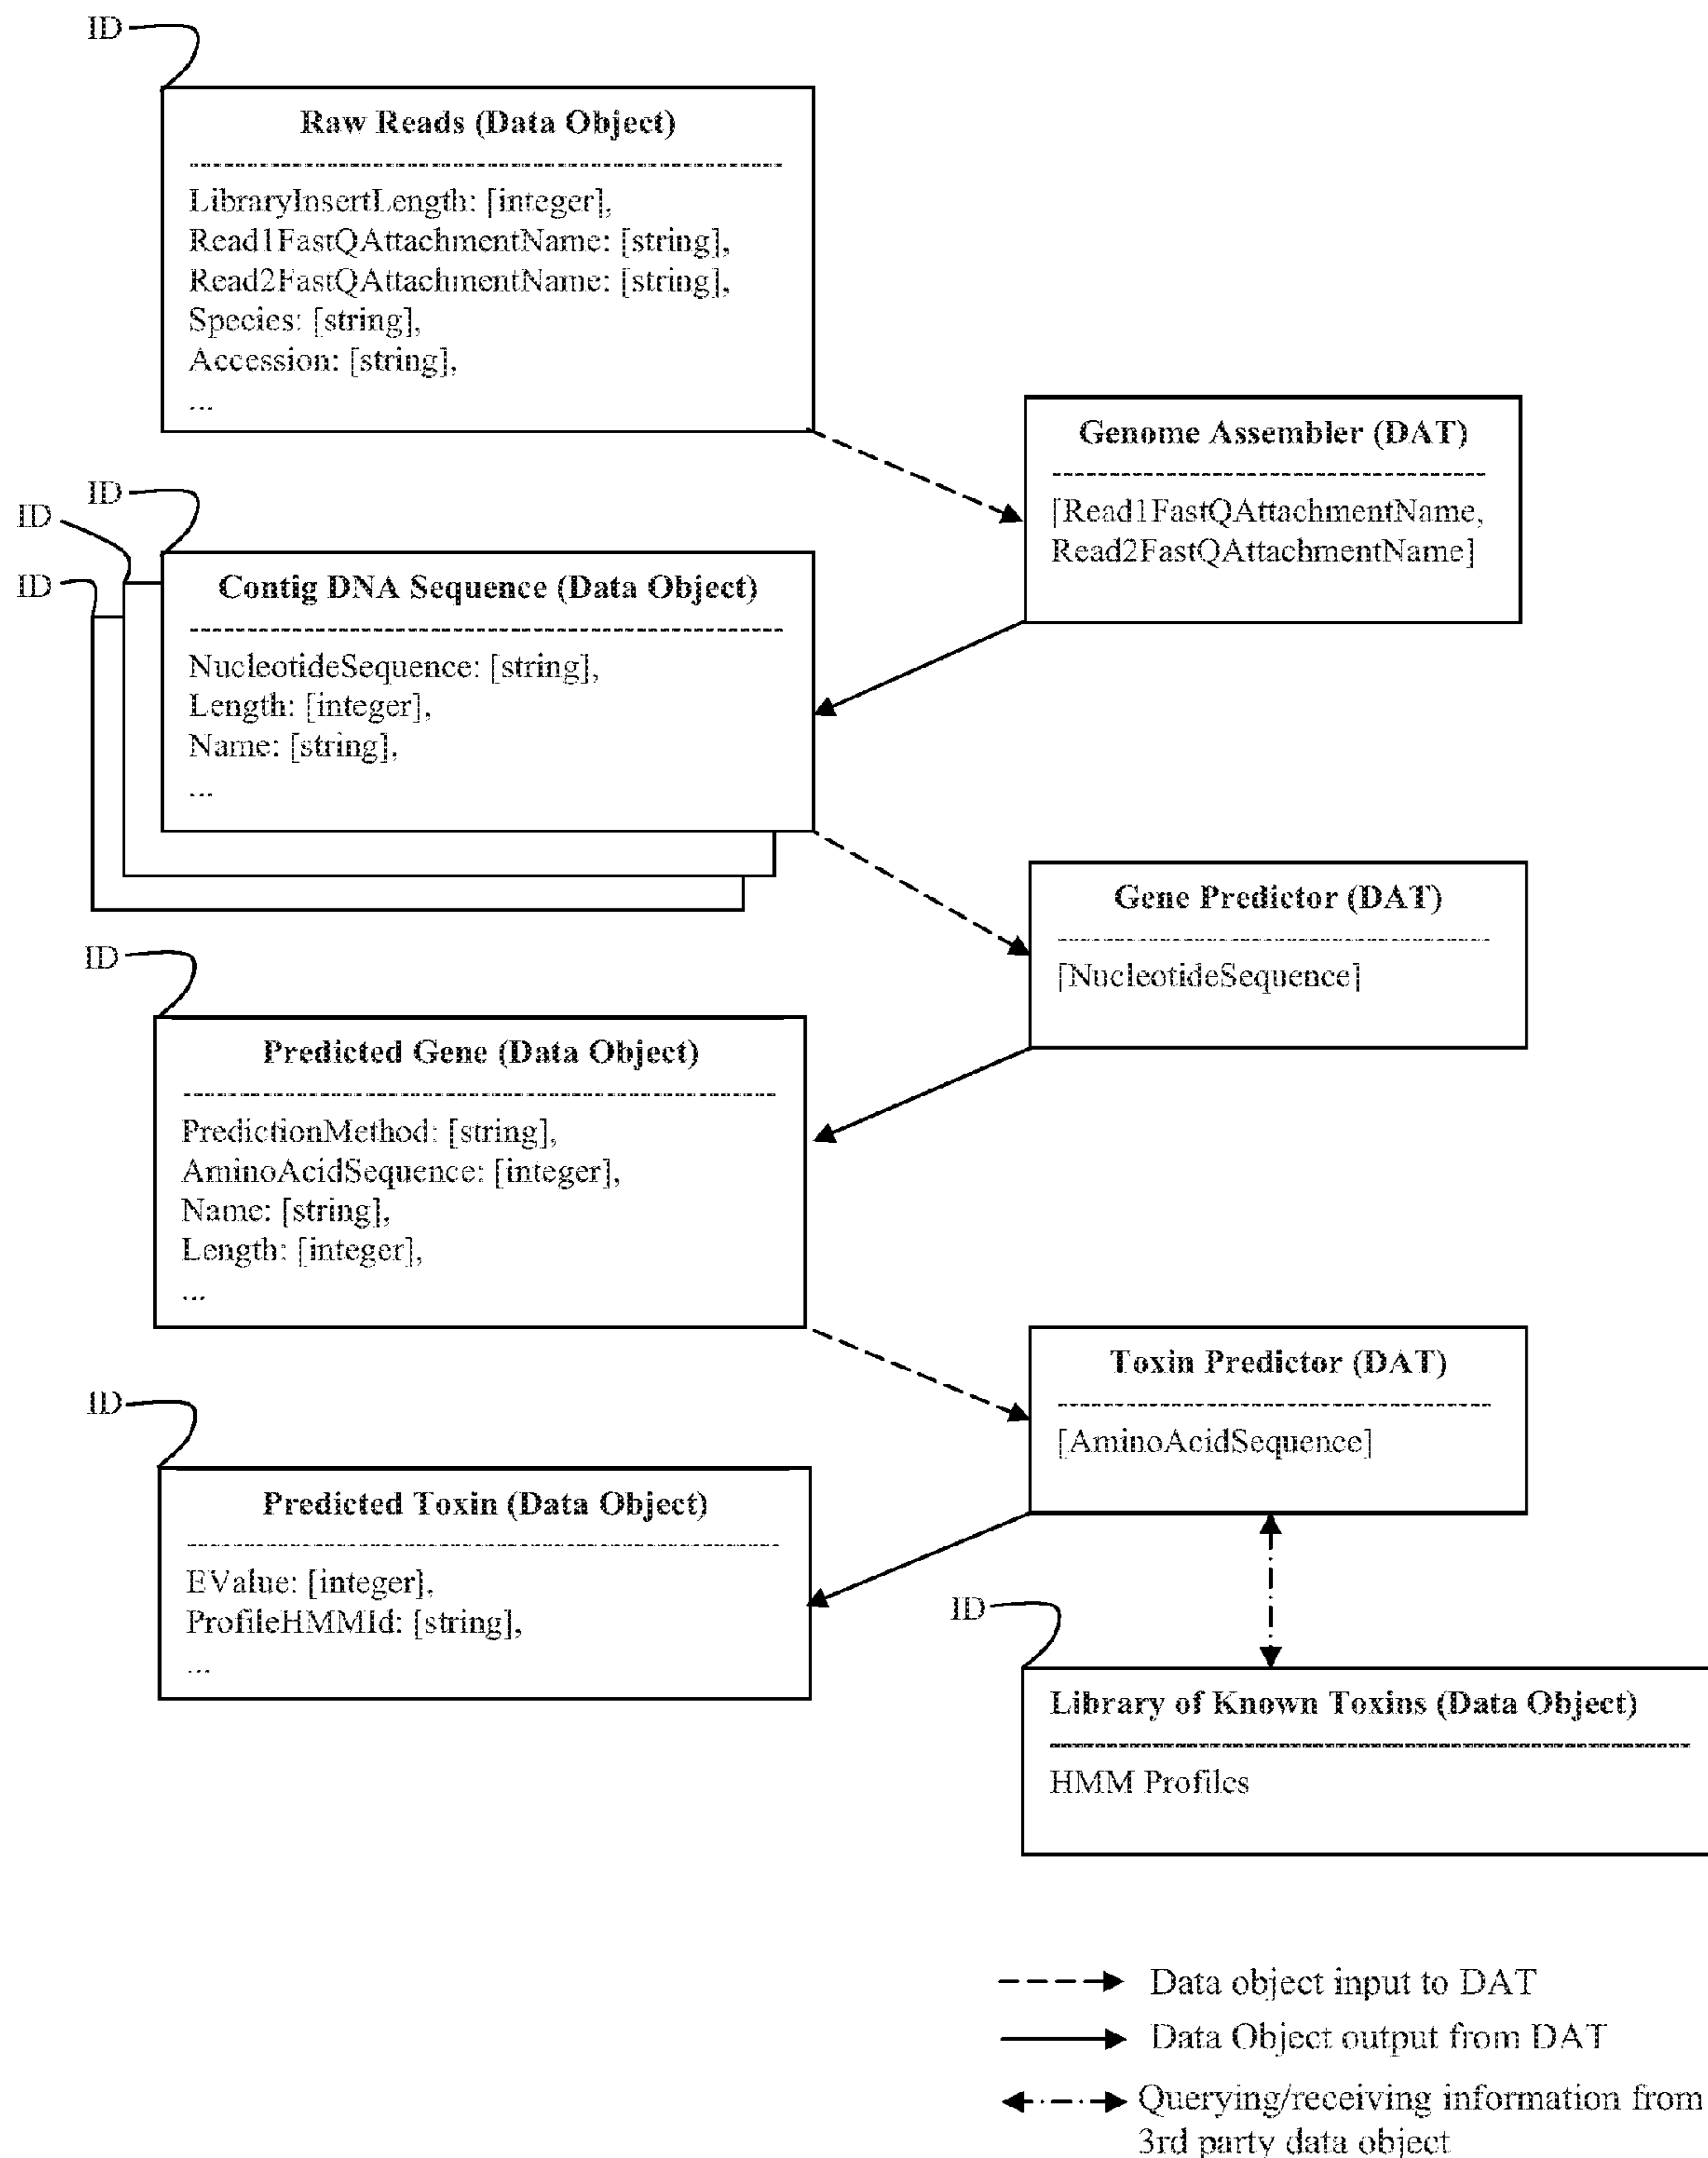 ID
Raw Reads (Data Object)
LibraryInsertLength: [integer],
Read1FastQAttachmentName: [string],
Read2FastQAttachmentName: [string],
Species: [string],
Accession: [string],
...
Genome Assembler (DAT)
[Read1FastQAttachmentName,
Read2FastQAttachmentName]
ID
ID
ID
Contig DNA Sequence (Data Object)
NucleotideSequence: [string],
Length: [integer],
Name: [string],
...
Gene Predictor (DAT)
[NucleotideSequence]
ID
Predicted Gene (Data Object)
PredictionMethod: [string],
AminoAcidSequence: [integer],
Name: [string],
Length: [integer],
...
Toxin Predictor (DAT)
[AminoAcidSequence]
ID
Predicted Toxin (Data Object)
EValue: [integer],
ProfileHMMId: [string],
...
ID
Library of Known Toxins (Data Object)
HMM Profiles
Data object input to DAT
Data Object output from DAT
Querying/receiving information from
3rd party data object